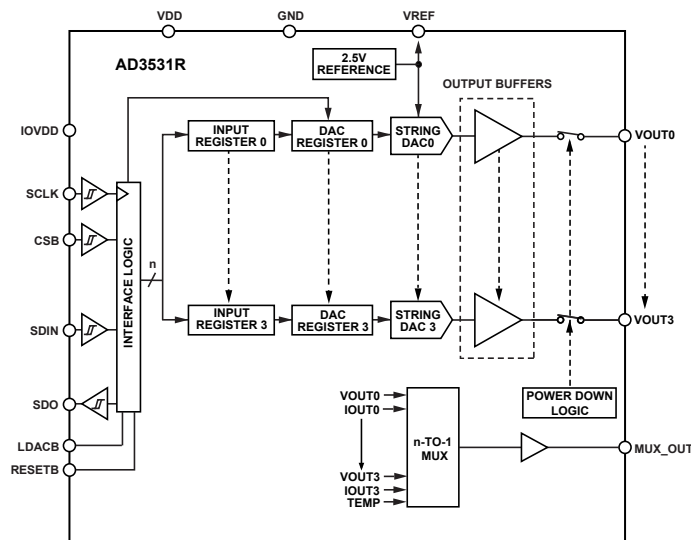 VDD
GND
VREF
AD3531R
2.5V
REFERENCE
OUTPUT BUFFERS
IOVDD
INPUT
REGISTER 0
DAC
REGISTER 0
STRING
DAC0
VOUT0
SCLK
CSB
INTERFACE LOGIC
n
SDIN
INPUT
REGISTER 3
DAC
REGISTER 3
STRING
DAC 3
VOUT3
SDO
POWER DOWN
LOGIC
VOUT0
IOUT0
n-TO-1
MUX
LDACB
MUX_OUT
RESETB
VOUT3
IOUT3
TEMP